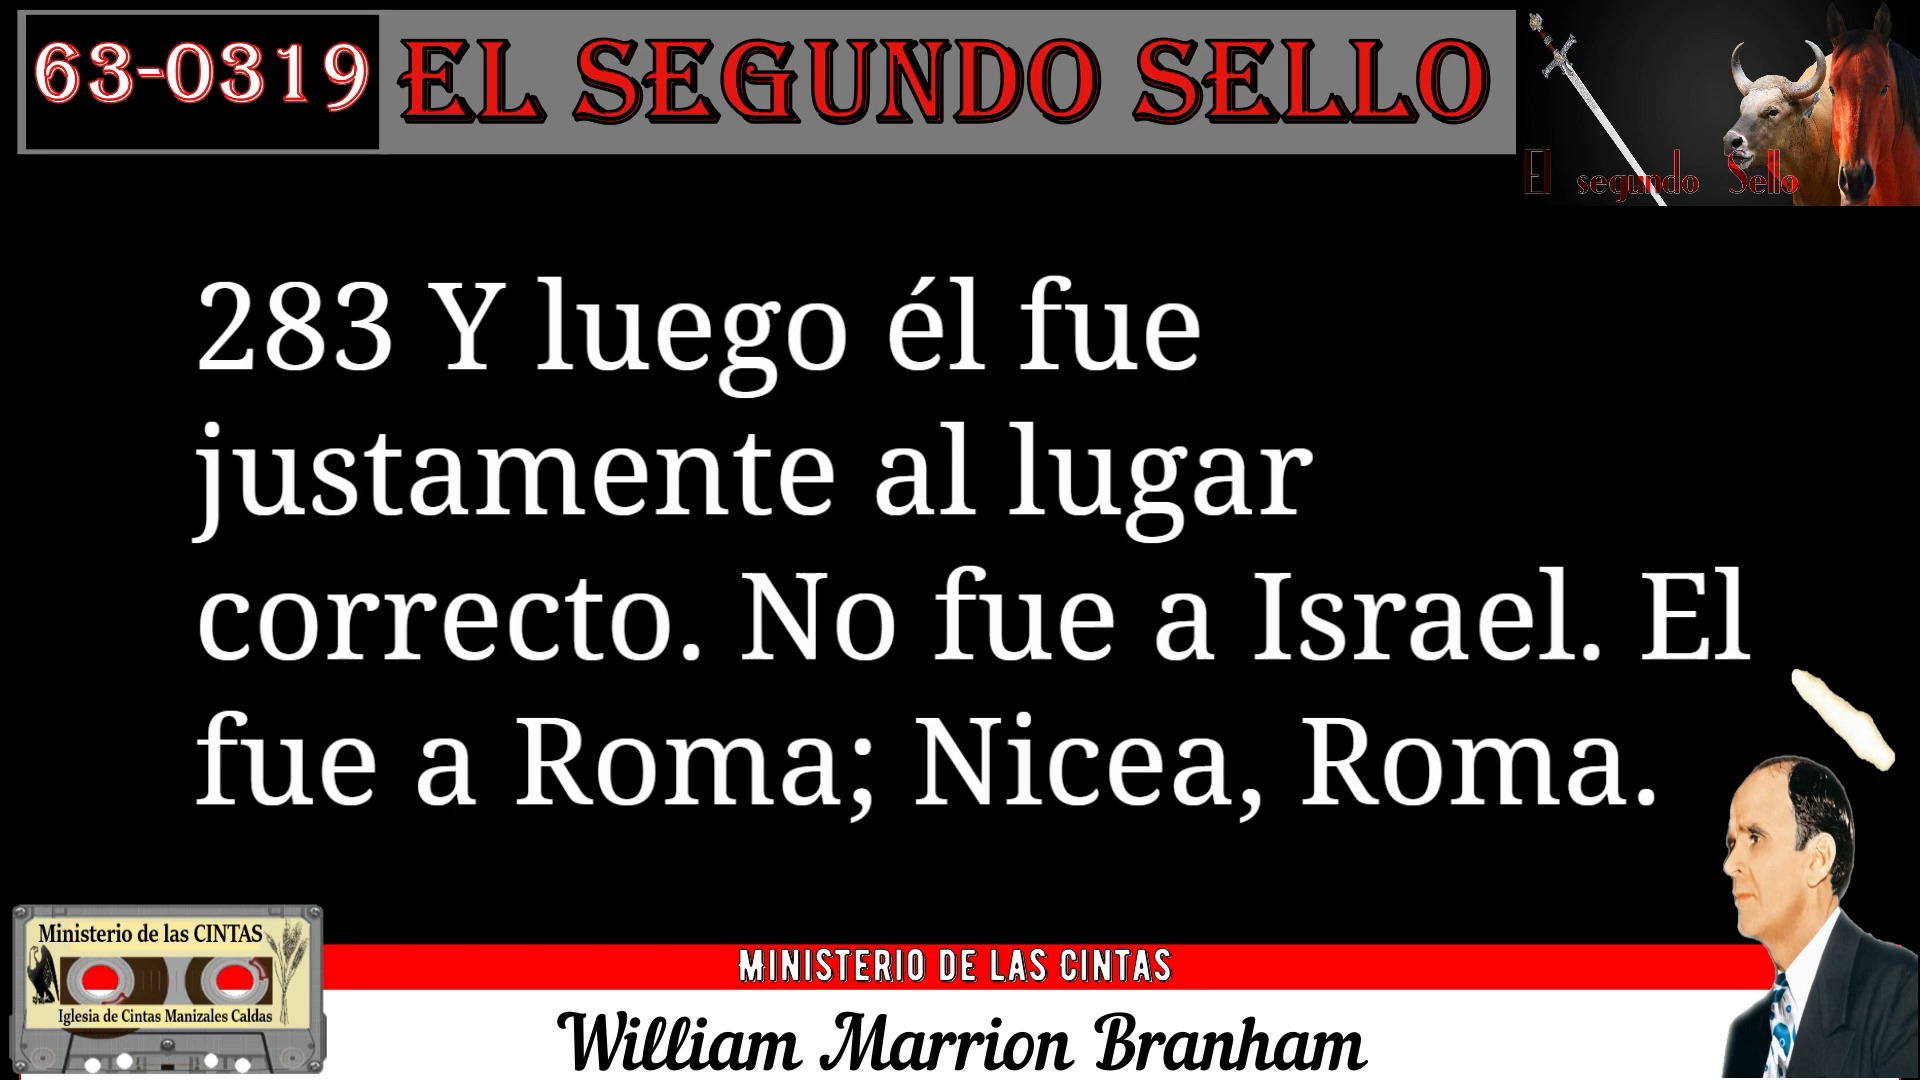 63-0319 EL SEGUNDO SELLO
El segundo Sello
283 Y luego él fue
justamente al lugar
correcto. No fue a Israel. El
fue a Roma; Nicea, Roma.
Ministerio de las CINTAS
Iglesia de Cintas Manizales Caldas
MINISTERIO DE LAS CINTAS
William Marrion Branham